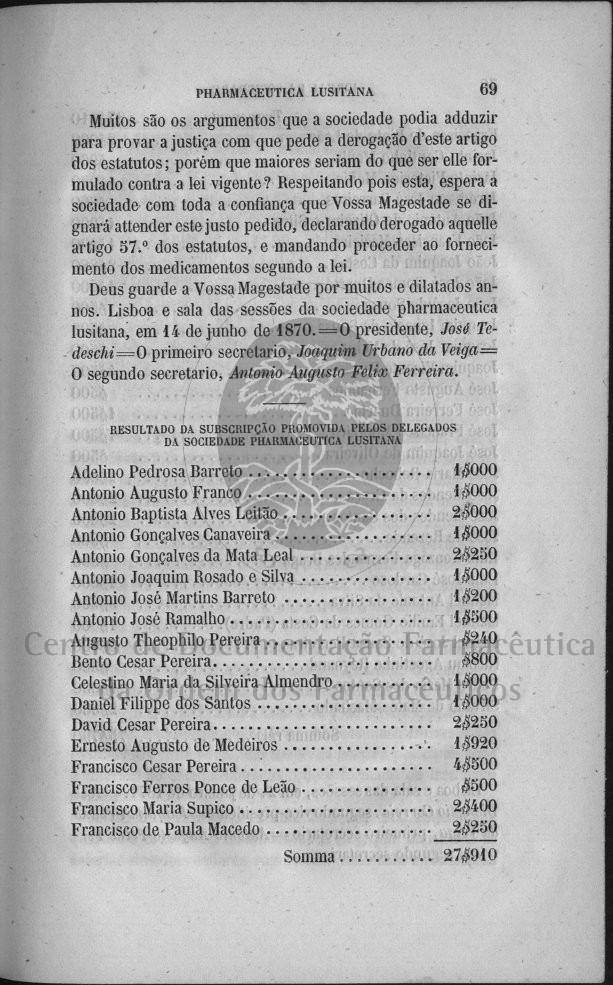 PHARMACEUTICA LUSITANA 69
Muitos são os argumentos que a sociedade podia adduzir
para provar a justiça com que pede a derogação d'este artigo
dos estatutos; porém que maiores seriam do que ser elle for-
mulado contra a lei vigente? Respeitando pois esta, espera a
sociedade com toda a confiança que Vossa Magestade se di-
gnará attender este justo pedido, declarando derogado aquelle
artigo 57.º dos estatutos, e mandando proceder ao forneci-
mento dos medicamentos segundo a lei.
Deus guarde a Vossa Magestade por muitos e dilatados an-
nos. Lisboa e sala das sessões da sociedade pharmaceutica
lusitana, em 14 de junho de 1870.=O presidente, José Te-
deschi=O primeiro secretario, Joaquim Urbano da Veiga=
O segundo secretario, Antonio Augusto Felix Ferreira.
RESULTADO DA SUBSCRIPÇÃO PROMOVIDA PELOS DELEGADOS
DA SOCIEDADE PHARMACEUTICA LUSITANA
Adelino Pedrosa Barreto ..................... 1$000
Antonio Augusto Franco ..................... 1$000
Antonio Baptista Alves Leitão ................. 2$000
Antonio Gonçalves Canaveira .................. 1$000
Antonio Gonçalves da Mata Leal ............... 2$250
Antonio Joaquim Rosado e Silva ............... 1$000
Antonio José Martins Barreto ................. 1$200
Antonio José Ramalho ....................... 1$500
Augusto Theophilo Pereira ................... $240
Centro de Documentação Farmacêutica
Bento Cesar Pereira ......................... $800
Celestino Maria da Silveira Almendro .......... 1$000
da Ordem dos Farmacêuticos
Daniel Filippe dos Santos .................... 1$000
David Cesar Pereira ......................... 2$250
Ernesto Augusto de Medeiros ................. 1$920
Francisco Cesar Pereira ...................... 4$500
Francisco Ferros Ponce de Leão ............... $500
Francisco Maria Supico ...................... 2$400
Francisco de Paula Macedo ................... 2$250
Somma ........... 27$910